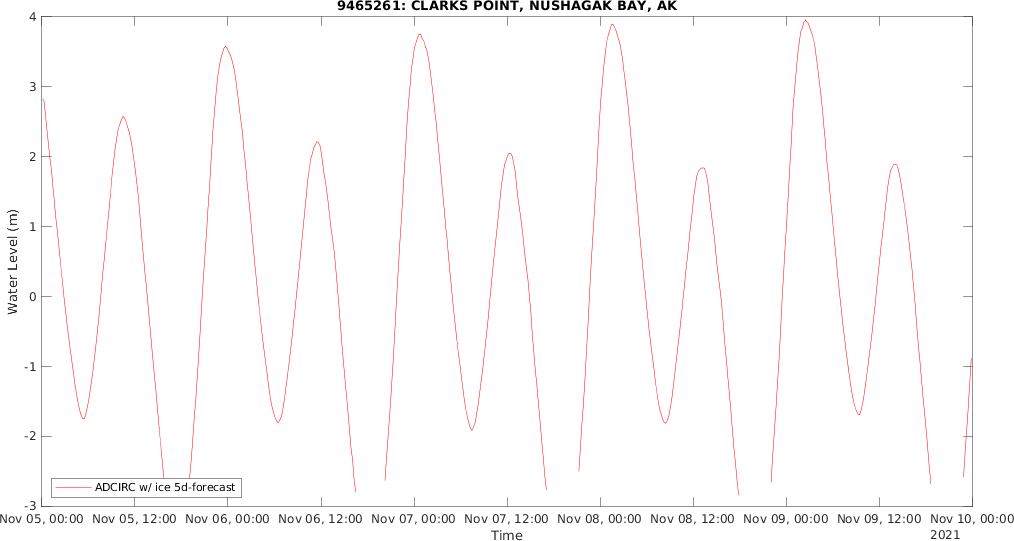 9465261: CLARKS POINT, NUSHAGAK BAY, AK
4
3
2
1
0
-1
-2
-3
Water Level (m)
ADCIRC w/ ice 5d-forecast
Nov 05, 00:00 Nov 05, 12:00 Nov 06, 00:00 Nov 06, 12:00 Nov 07, 00:00 Nov 07, 12:00 Nov 08, 00:00 Nov 08, 12:00 Nov 09, 00:00 Nov 09, 12:00 Nov 10, 00:00
Time
2021